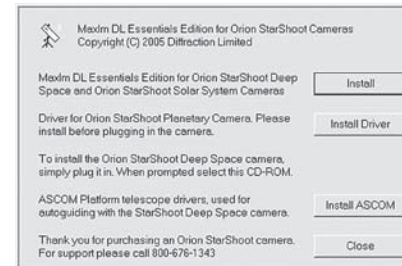 MaxIm DL Essentials Edition for Orion StarShoot Cameras
Copyright (C) 2005 Diffraction Limited
MaxIm DL Essentials Edition for Orion StarShoot Deep
Space and Orion StarShoot Solar System Cameras
Install
Driver for Orion StarShoot Planetary Camera. Please
install before plugging in the camera.
Install Driver
To install the Orion StarShoot Deep Space camera,
simply plug it in. When prompted select this CD-ROM.
ASCOM Platform telescope drivers, used for
autoguiding with the StarShoot Deep Space camera.
Install ASCOM
Thank you for purchasing an Orion StarShoot camera.
For support please call 800-676-1343
Close